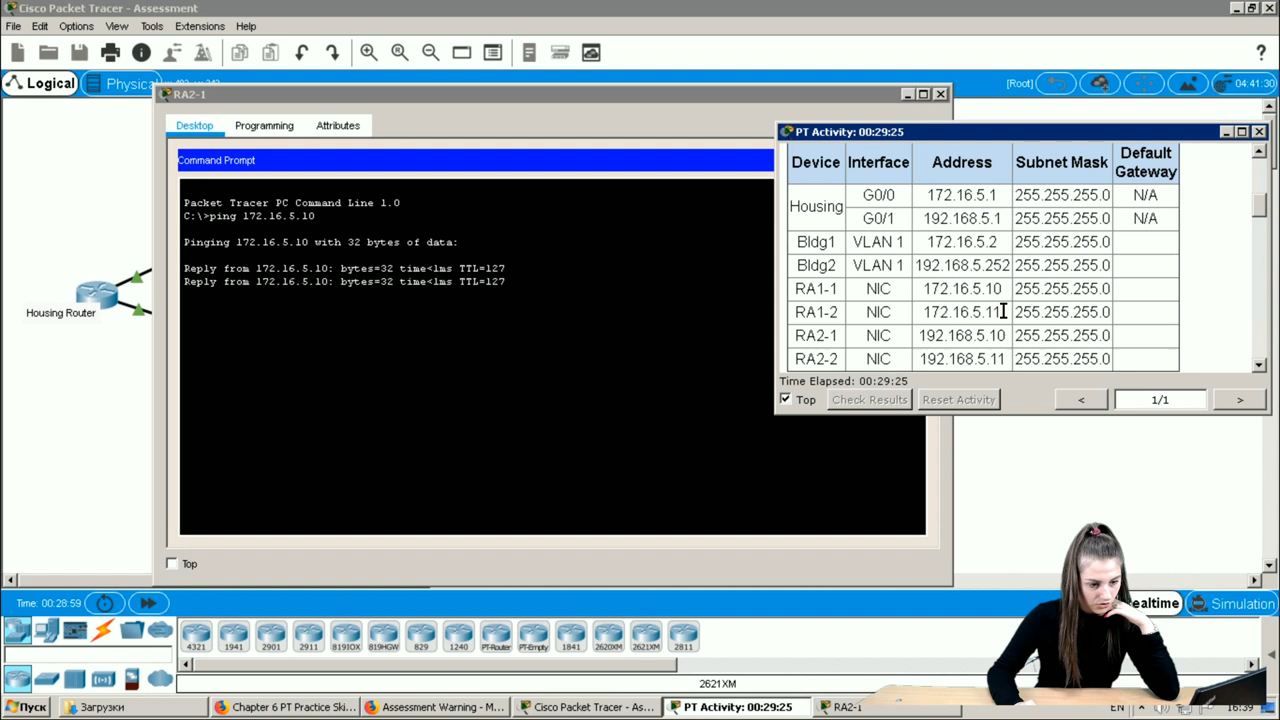 Cisco Packet Tracer - Assessment
File Edit Options View Tools Extensions Help
Logical
Physical
[Root]
04:41:30
RA2-1
Desktop Programming Attributes
Command Prompt
Packet Tracer PC Command Line 1.0
C:\>ping 172.16.5.10
Pinging 172.16.5.10 with 32 bytes of data:
Reply from 172.16.5.10: bytes=32 time<1ms TTL=127
Reply from 172.16.5.10: bytes=32 time<1ms TTL=127
Top
Housing Router
PT Activity: 00:29:25
Device Interface Address Subnet Mask Default Gateway
Housing G0/0 172.16.5.1 255.255.255.0 N/A
G0/1 192.168.5.1 255.255.255.0 N/A
Bldg1 VLAN 1 172.16.5.2 255.255.255.0
Bldg2 VLAN 1 192.168.5.252 255.255.255.0
RA1-1 NIC 172.16.5.10 255.255.255.0
RA1-2 NIC 172.16.5.11 255.255.255.0
RA2-1 NIC 192.168.5.10 255.255.255.0
RA2-2 NIC 192.168.5.11 255.255.255.0
Time Elapsed: 00:29:25
Top Check Results Reset Activity < 1/1 >
Time: 00:28:59
Realtime Simulation
4321 1941 2901 2911 819IOX 819HGW 829 1240 PT-Router PT-Empty 1841 2620XM 2621XM 2811
2621XM
Пуск Загрузки Chapter 6 PT Practice Ski... Assessment Warning - M... Cisco Packet Tracer - As... PT Activity: 00:29:25 RA2-1 EN 16:39